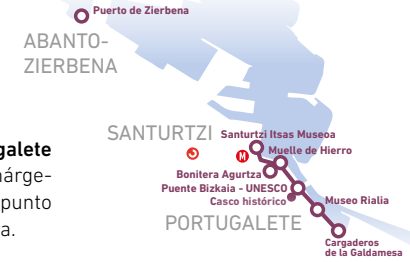 Puerto de Zierbena
ABANTO-
ZIERBENA
SANTURTZI
Santurtzi Itsas Museoa
M
Muelle de Hierro
galete
Bonitera Agurtza
márge-
Puente Bizkaia - UNESCO
punto
Casco histórico
Museo Rialia
PORTUGALETE
a.
Cargaderos
de la Galdamesa